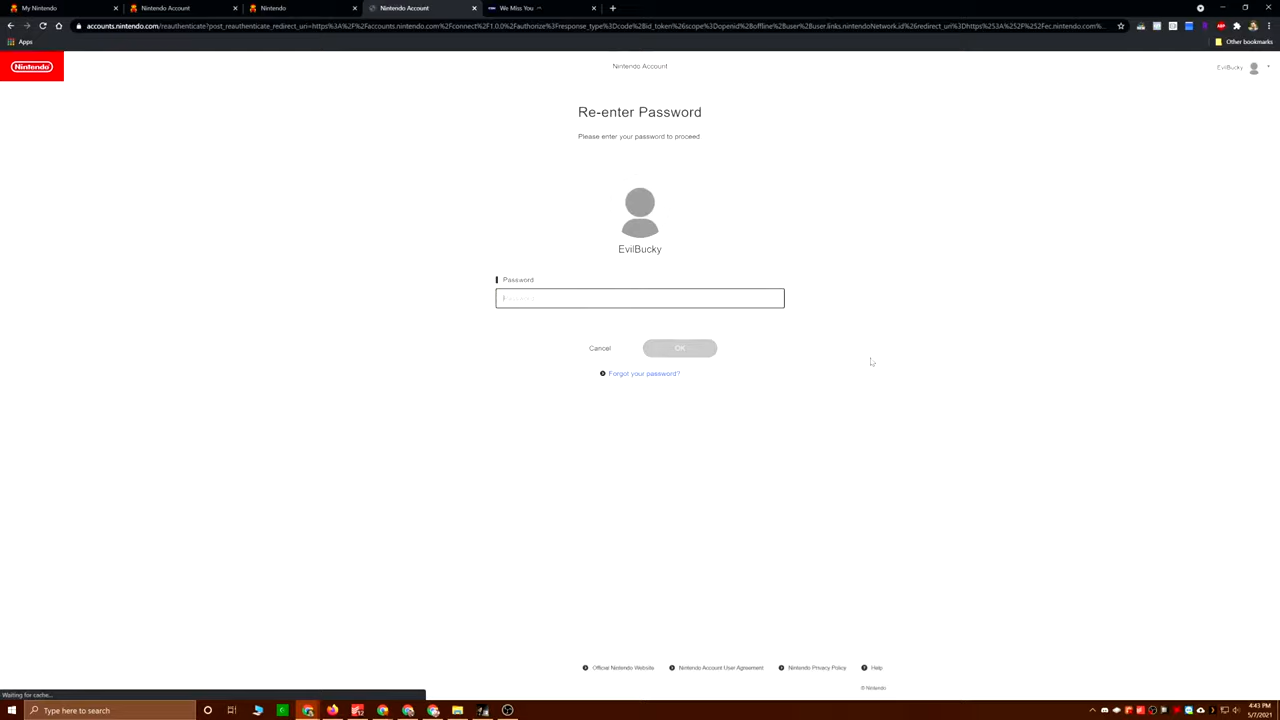 My Nintendo
Nintendo Account
Nintendo
Nintendo Account
We Miss You
Apps
Other bookmarks
Nintendo
Nintendo Account
EvilBucky
Re-enter Password
Please enter your password to proceed
EvilBucky
Password
Cancel
OK
Forgot your password?
Official Nintendo Website
Nintendo Account User Agreement
Nintendo Privacy Policy
Help
© Nintendo
Waiting for cache...
Type here to search
4:43 PM
5/7/2021